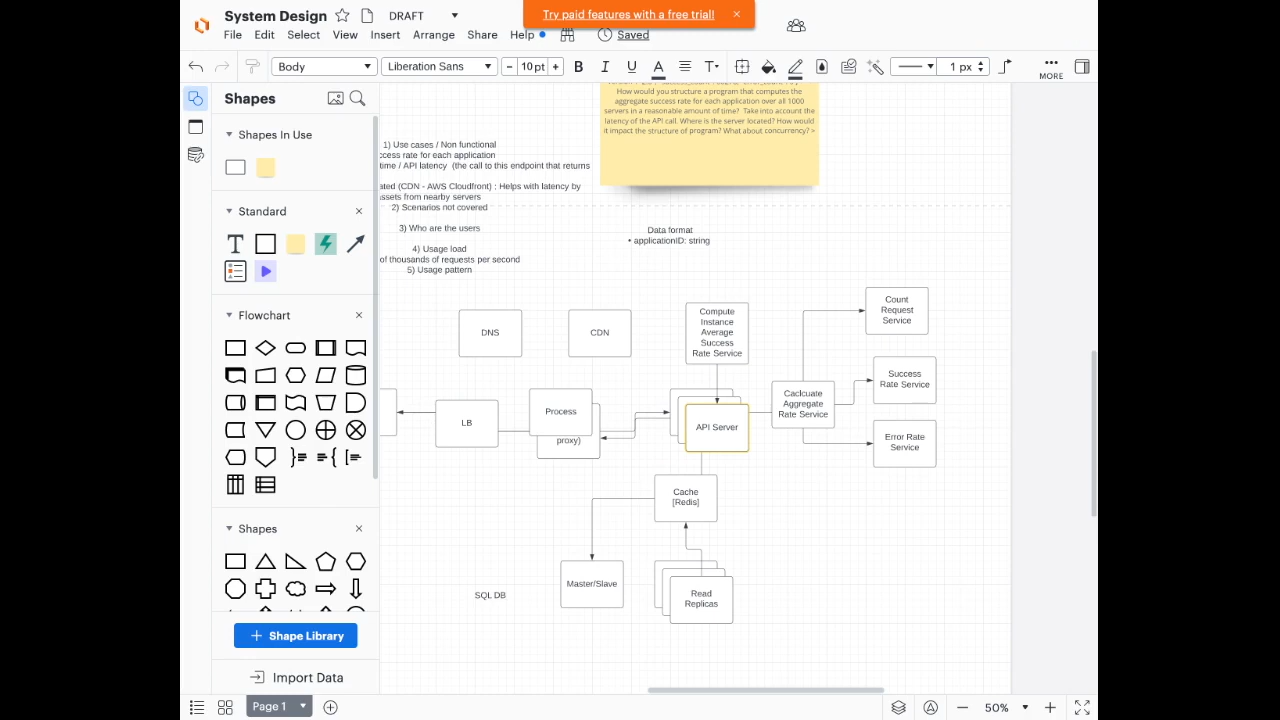 System Design
DRAFT
Try paid features with a free trial!
File Edit Select View Insert Arrange Share Help
Saved
Body
Liberation Sans
10 pt
1 px
MORE
Shapes
Shapes In Use
Standard
Flowchart
Shapes
+ Shape Library
Import Data
How would you structure a program that computes the
aggregate success rate for each application over all 1000
servers in a reasonable amount of time? Take into account the
latency of the API call. Where is the server located? How would
it impact the structure of program? What about concurrency? >
1) Use cases / Non functional
ccess rate for each application
time / API latency (the call to this endpoint that returns
ated (CDN - AWS Cloudfront) : Helps with latency by
assets from nearby servers
2) Scenarios not covered
3) Who are the users
4) Usage load
of thousands of requests per second
5) Usage pattern
Data format
• applicationID: string
DNS
CDN
Compute
Instance
Average
Success
Rate Service
Count
Request
Service
Success
Rate Service
Error Rate
Service
Caclcuate
Aggregate
Rate Service
API Server
Process
proxy)
LB
Cache
[Redis]
Master/Slave
Read
Replicas
SQL DB
Page 1
50%